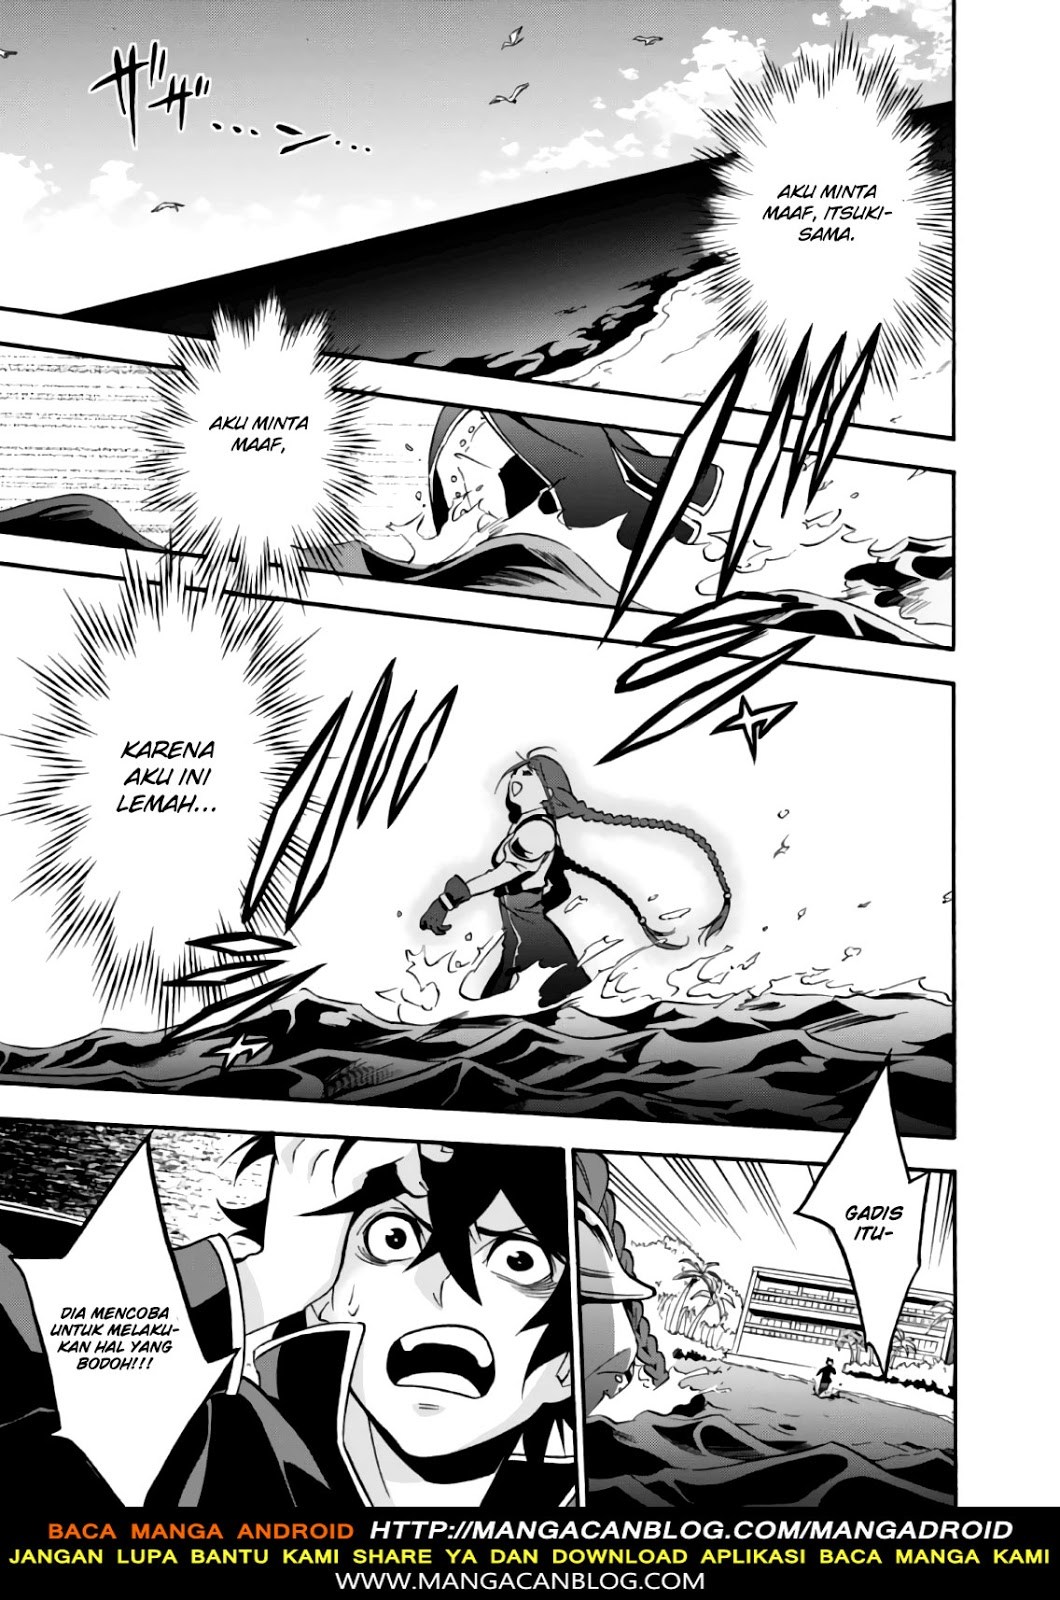 ザザ・・・ン・・・
AKU MINTA
MAAF, ITSUKI-
SAMA.
AKU MINTA
MAAF,
KARENA
AKU INI
LEMAH...
GADIS
ITU-
DIA MENCOBA
UNTUK MELAKU-
KAN HAL YANG
BODOH!!!
BACA MANGA ANDROID HTTP://MANGACANBLOG.COM/MANGADROID
JANGAN LUPA BANTU KAMI SHARE YA DAN DOWNLOAD APLIKASI BACA MANGA KAMI
WWW.MANGACANBLOG.COM